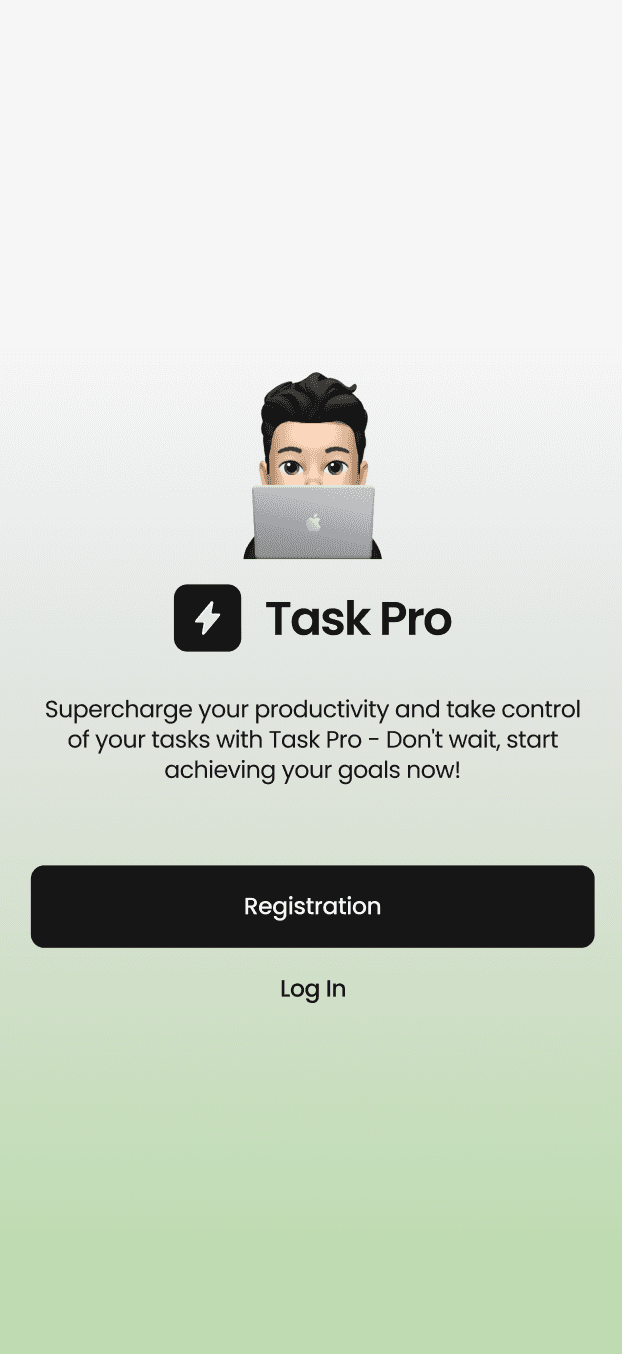 Task Pro
Supercharge your productivity and take control
of your tasks with Task Pro - Don't wait, start
achieving your goals now!
Registration
Log In